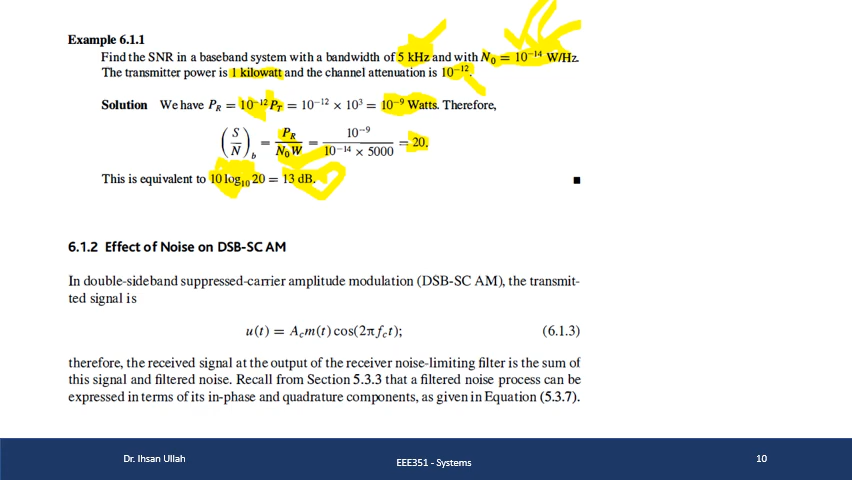 Example 6.1.1
Find the SNR in a baseband system with a bandwidth of 5 kHz and with N₀ = 10⁻¹⁴ W/Hz.
The transmitter power is 1 kilowatt and the channel attenuation is 10⁻¹².
Solution We have P_R = 10⁻¹² P_T = 10⁻¹² × 10³ = 10⁻⁹ Watts. Therefore,
(S/N)_b = P_R/(N₀W) = 10⁻⁹/(10⁻¹⁴ × 5000) = 20.
This is equivalent to 10 log₁₀ 20 = 13 dB. ■
6.1.2 Effect of Noise on DSB-SC AM
In double-sideband suppressed-carrier amplitude modulation (DSB-SC AM), the transmit-
ted signal is
u(t) = A_c m(t) cos(2πf_c t); (6.1.3)
therefore, the received signal at the output of the receiver noise-limiting filter is the sum of
this signal and filtered noise. Recall from Section 5.3.3 that a filtered noise process can be
expressed in terms of its in-phase and quadrature components, as given in Equation (5.3.7).
Dr. Ihsan Ullah EEE351 - Systems 10